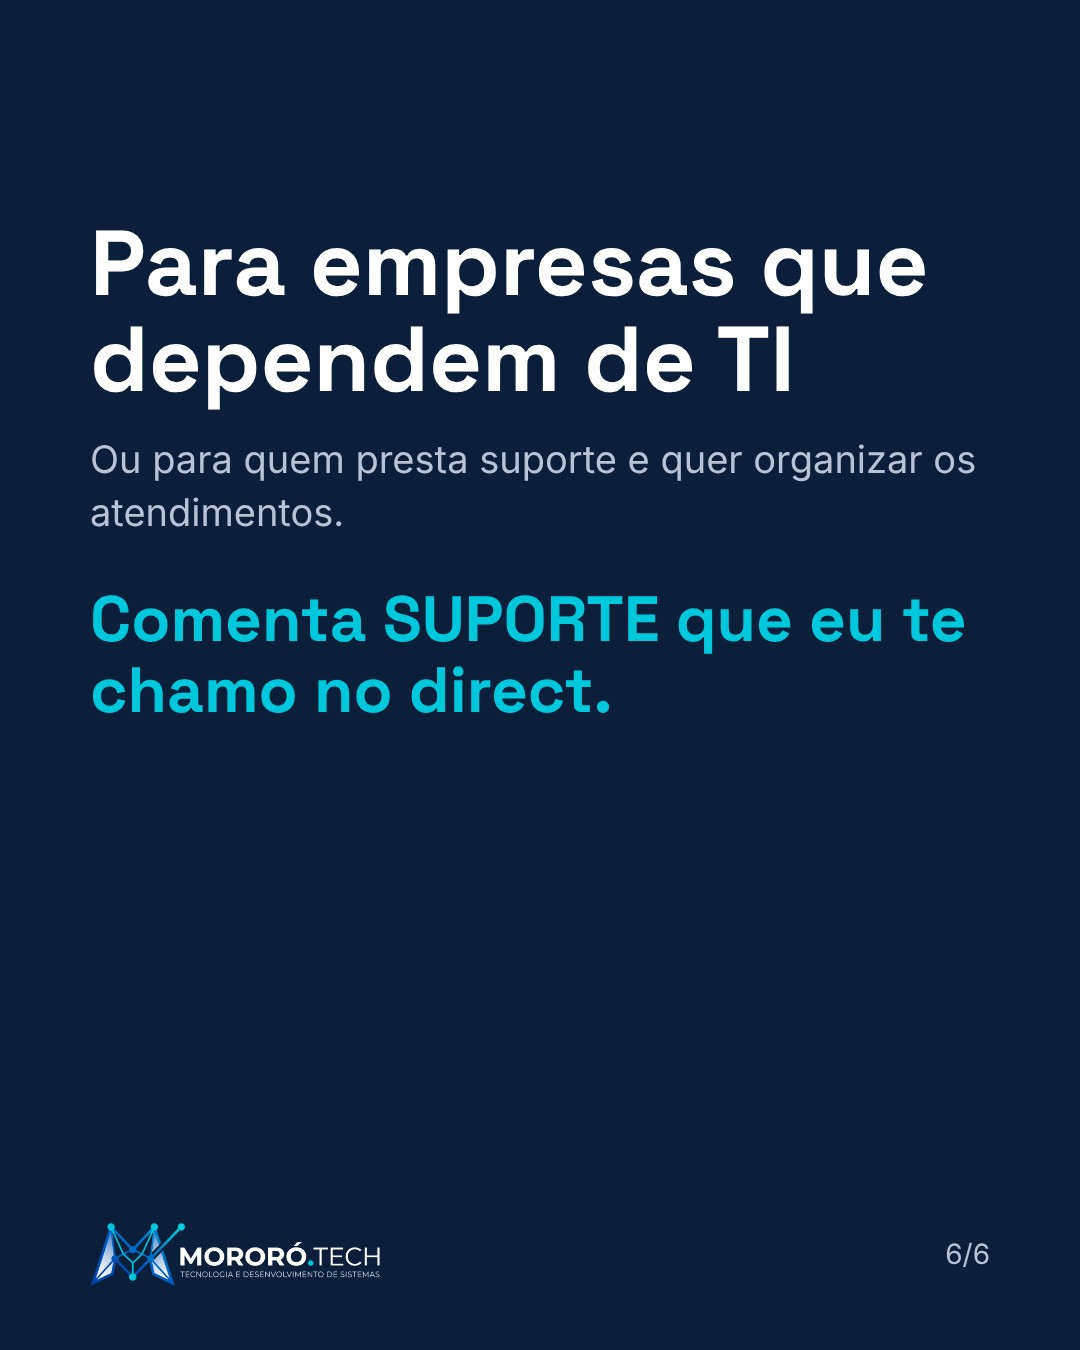 Para empresas que
dependem de TI
Ou para quem presta suporte e quer organizar os
atendimentos.
Comenta SUPORTE que eu te
chamo no direct.
MORORÓ.TECH
TECNOLOGIA E DESENVOLVIMENTO DE SISTEMAS
6/6